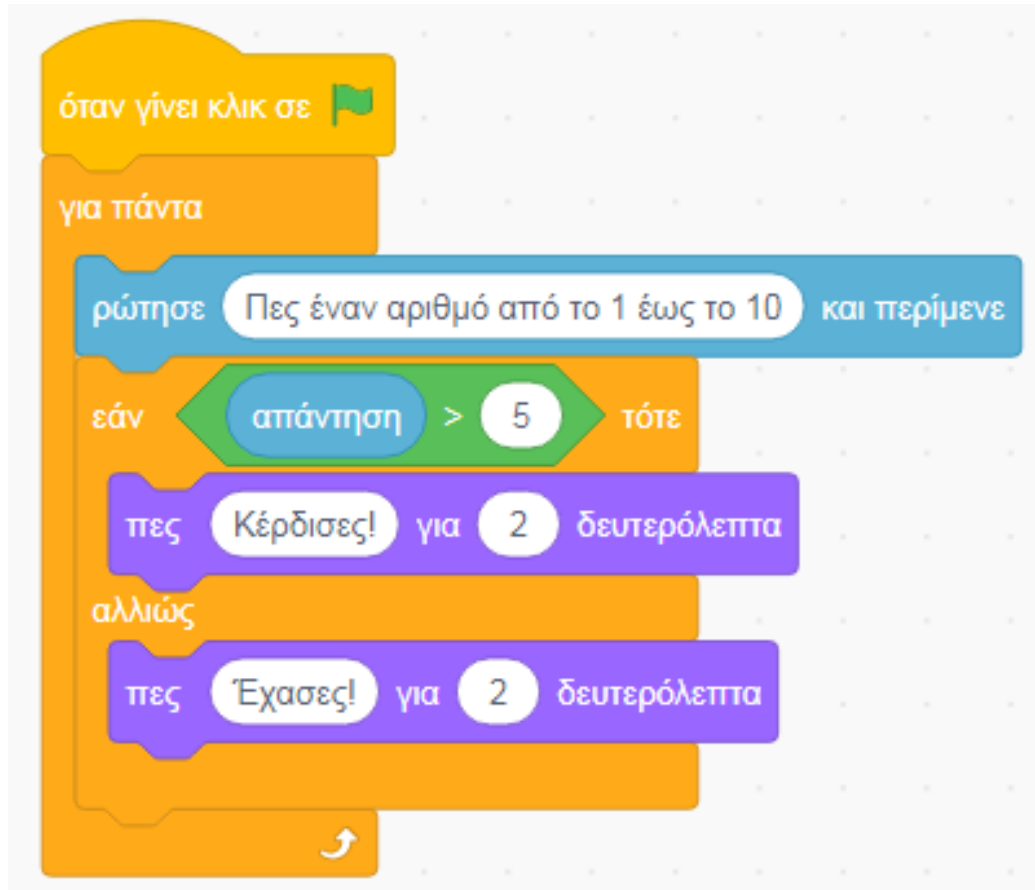 όταν γίνει κλικ σε
για πάντα
ρώτησε Πες έναν αριθμό από το 1 έως το 10 και περίμενε
εάν απάντηση > 5 τότε
πες Κέρδισες! για 2 δευτερόλεπτα
αλλιώς
πες Έχασες! για 2 δευτερόλεπτα